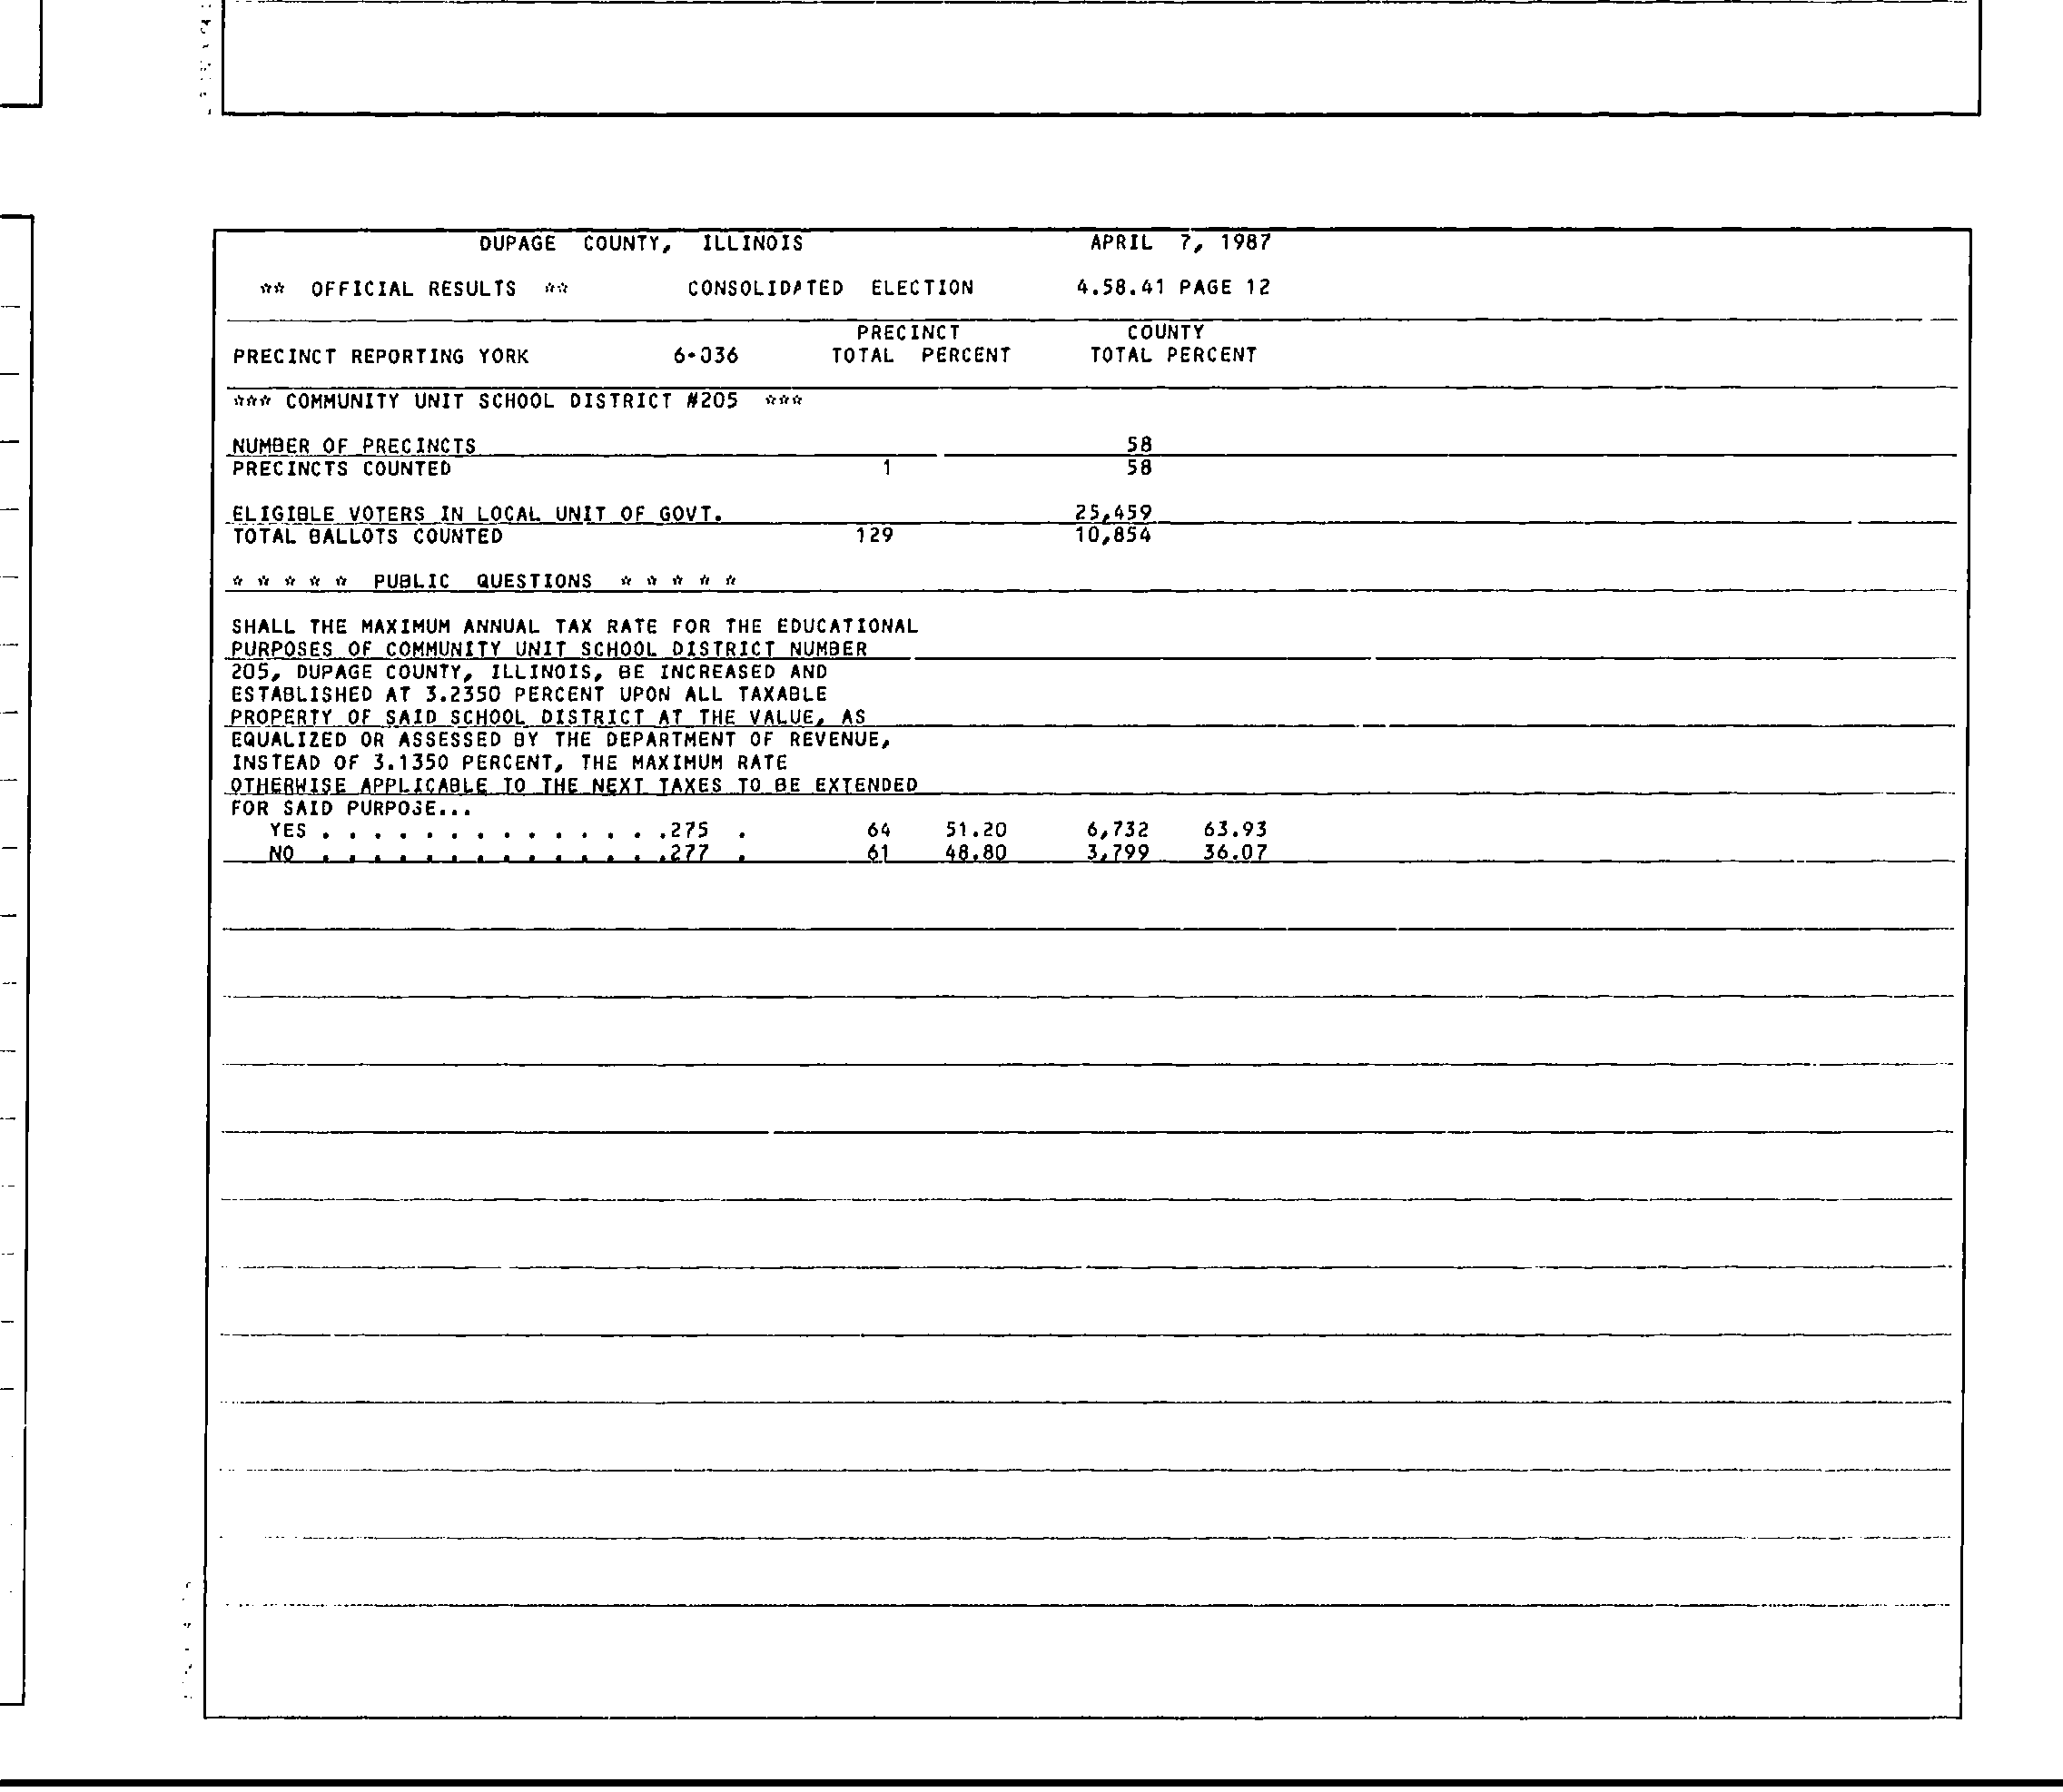 DUPAGE COUNTY, ILLINOIS APRIL 7, 1987
** OFFICIAL RESULTS ** CONSOLIDATED ELECTION 4.58.41 PAGE 12
PRECINCT COUNTY
PRECINCT REPORTING YORK 6-036 TOTAL PERCENT TOTAL PERCENT
*** COMMUNITY UNIT SCHOOL DISTRICT #205 ***
NUMBER OF PRECINCTS 58
PRECINCTS COUNTED 1 58
ELIGIBLE VOTERS IN LOCAL UNIT OF GOVT. 25,459
TOTAL BALLOTS COUNTED 129 10,854
* * * * * PUBLIC QUESTIONS * * * * *
SHALL THE MAXIMUM ANNUAL TAX RATE FOR THE EDUCATIONAL
PURPOSES OF COMMUNITY UNIT SCHOOL DISTRICT NUMBER
205, DUPAGE COUNTY, ILLINOIS, BE INCREASED AND
ESTABLISHED AT 3.2350 PERCENT UPON ALL TAXABLE
PROPERTY OF SAID SCHOOL DISTRICT AT THE VALUE, AS
EQUALIZED OR ASSESSED BY THE DEPARTMENT OF REVENUE,
INSTEAD OF 3.1350 PERCENT, THE MAXIMUM RATE
OTHERWISE APPLICABLE TO THE NEXT TAXES TO BE EXTENDED
FOR SAID PURPOSE...
YES . . . . . . . . . . . . . .275 . 64 51.20 6,732 63.93
NO . . . . . . . . . . . . . .277 . 61 48.80 3,799 36.07